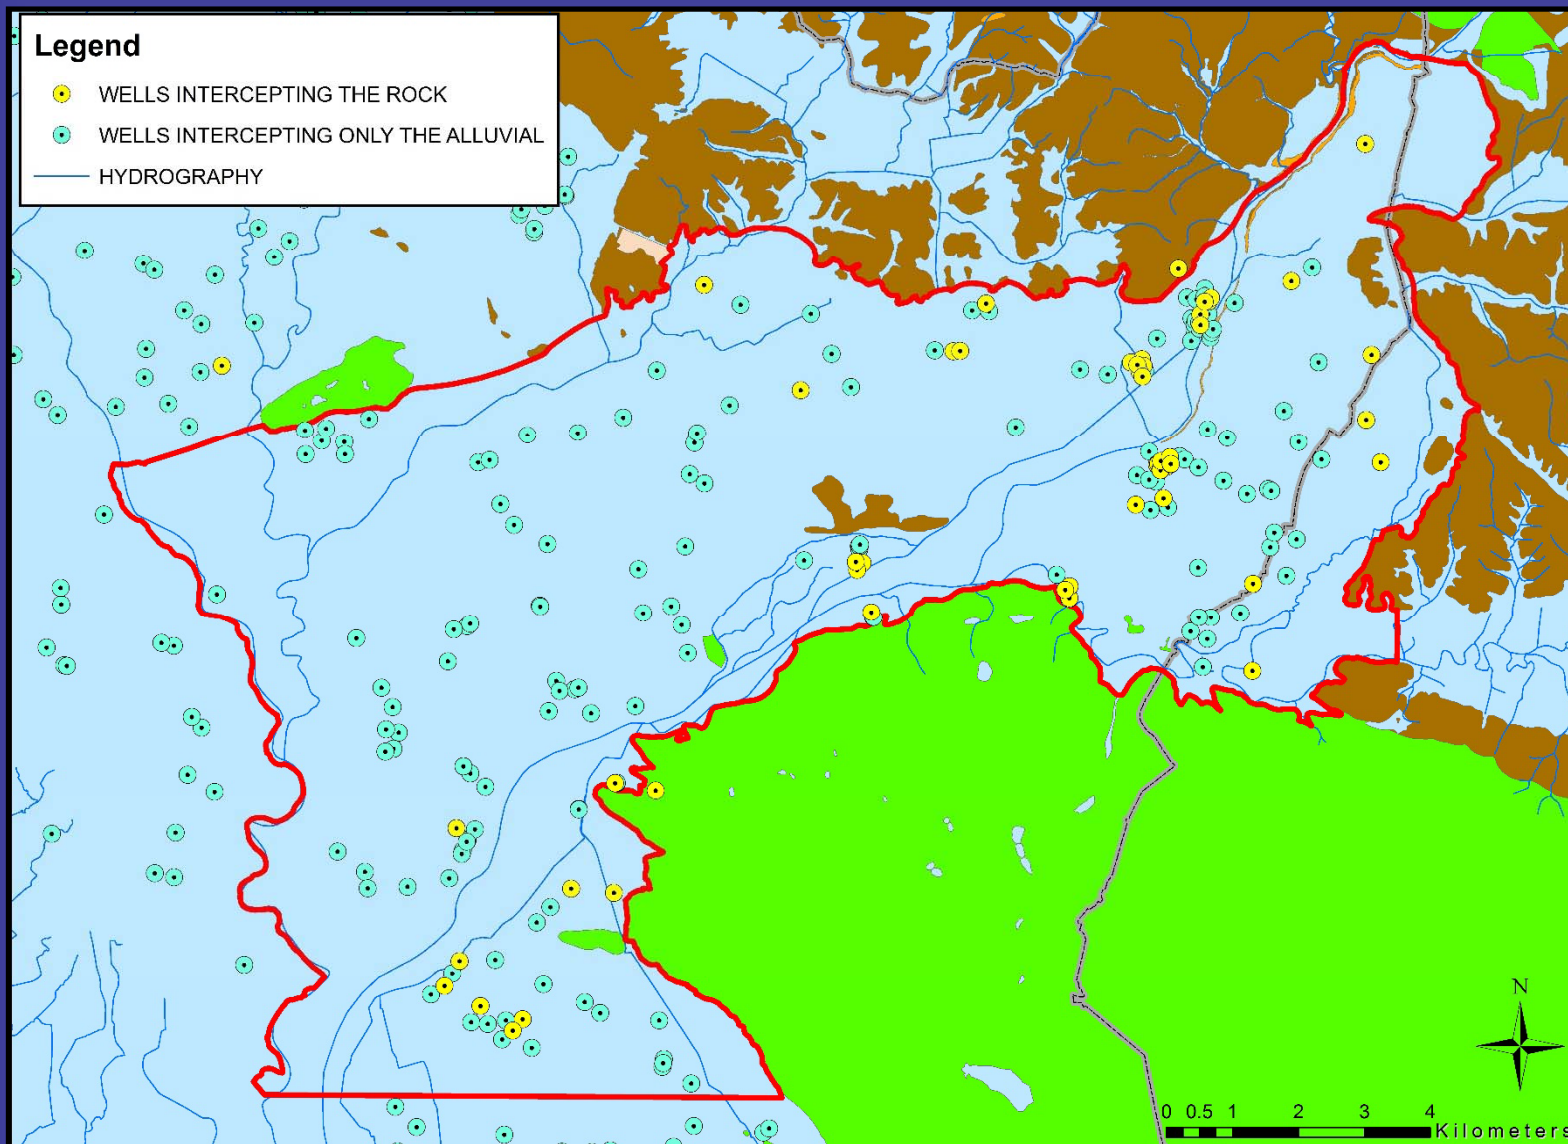 Legend
WELLS INTERCEPTING THE ROCK
WELLS INTERCEPTING ONLY THE ALLUVIAL
HYDROGRAPHY
N
0 0.5 1 2 3 4
Kilometers